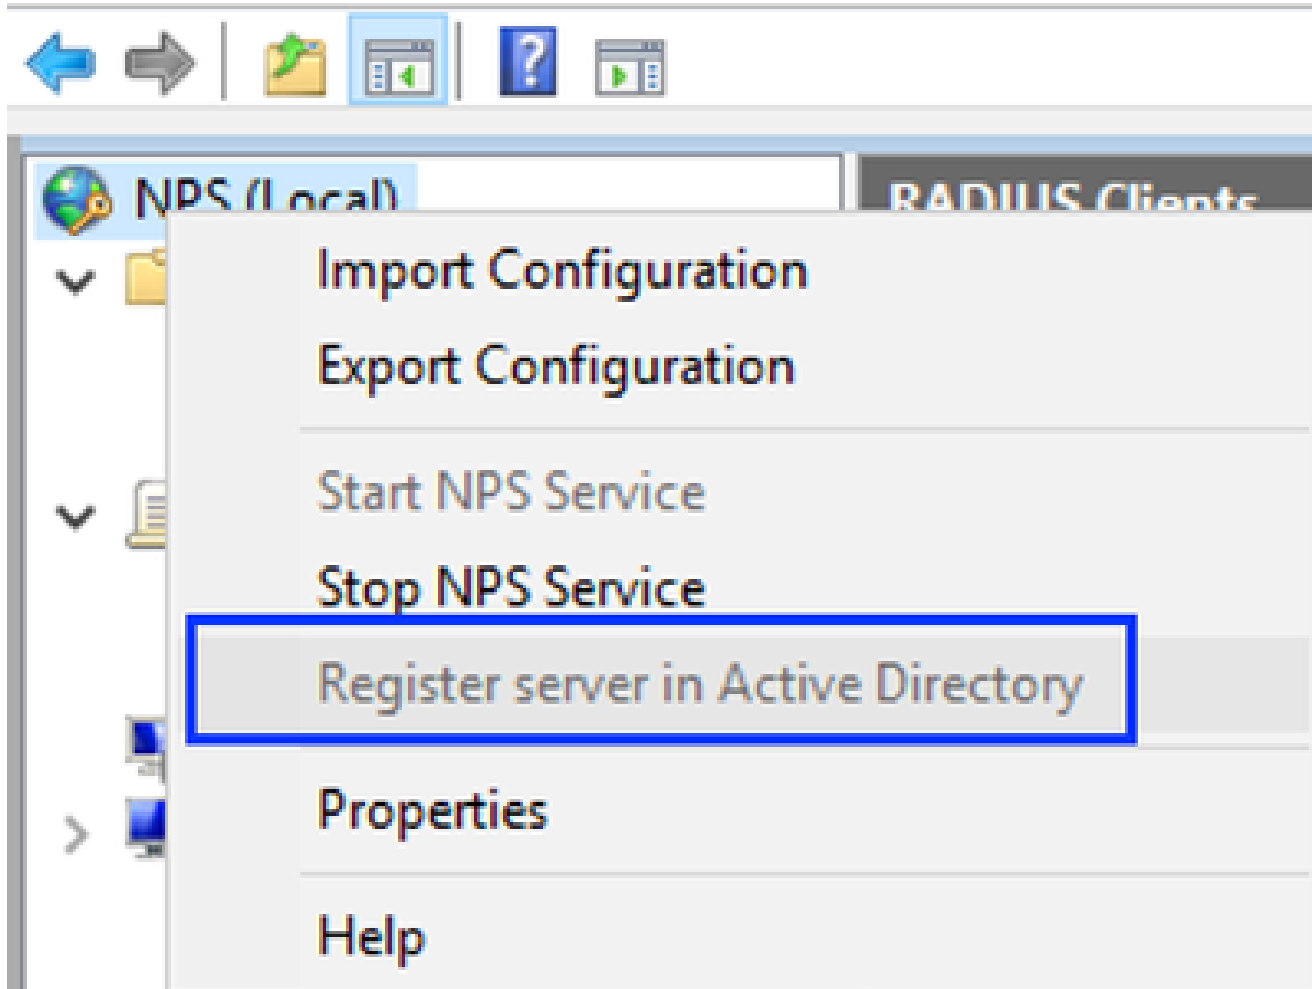 NPS (Local)
RADIUS Clients
Import Configuration
Export Configuration
Start NPS Service
Stop NPS Service
Register server in Active Directory
Properties
Help